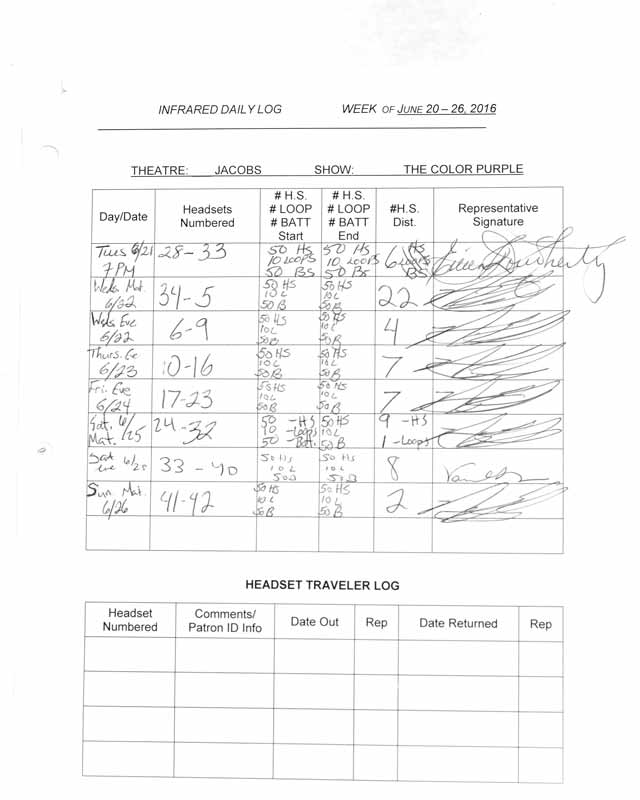 INFRARED DAILY LOG WEEK OF JUNE 20 – 26, 2016
THEATRE: JACOBS SHOW: THE COLOR PURPLE
Day/Date
Headsets
Numbered
# H.S.
# LOOP
# BATT
Start
# H.S.
# LOOP
# BATT
End
#H.S.
Dist.
Representative
Signature
Tues 6/21
7PM
28-33
50 HS
10 LOOPS
50 BS
50 HS
10 LOOPS
50 BS
6
HS
Loops
BS
Dougherty
Weds Mat.
6/22
34-5
50 HS
10 L
50 B
50 HS
10 L
50 B
22
Weds Eve
6/22
6-9
50 HS
10 L
50 B
50 HS
10 L
50 B
4
Thurs. Eve
6/23
10-16
50 HS
10 L
50 B
50 HS
10 L
50 B
7
Fri. Eve
6/24
17-23
50 HS
10 L
50 B
50 HS
10 L
50 B
7
Sat. 6/25
Mat.
24-32
50 -HS
10 -Loops
50 -Batt.
50 HS
10 L
50 B
9 -HS
1 -Loops
Sat 6/25
eve
33-40
50 HS
10 L
50 B
50 HS
10 L
50 B
8
Sun Mat.
6/26
41-42
50 HS
10 L
50 B
50 HS
10 L
50 B
2
HEADSET TRAVELER LOG
Headset
Numbered
Comments/
Patron ID Info
Date Out
Rep
Date Returned
Rep